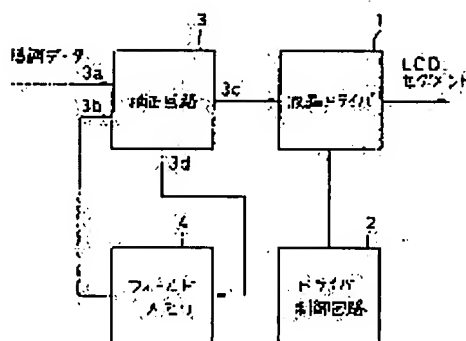 3
1
階調データ
3a
3b
補正回路
3c
液晶ドライバ
LCD
セグメント
3d
4
2
フィールド
メモリ
ドライバ
制御回路